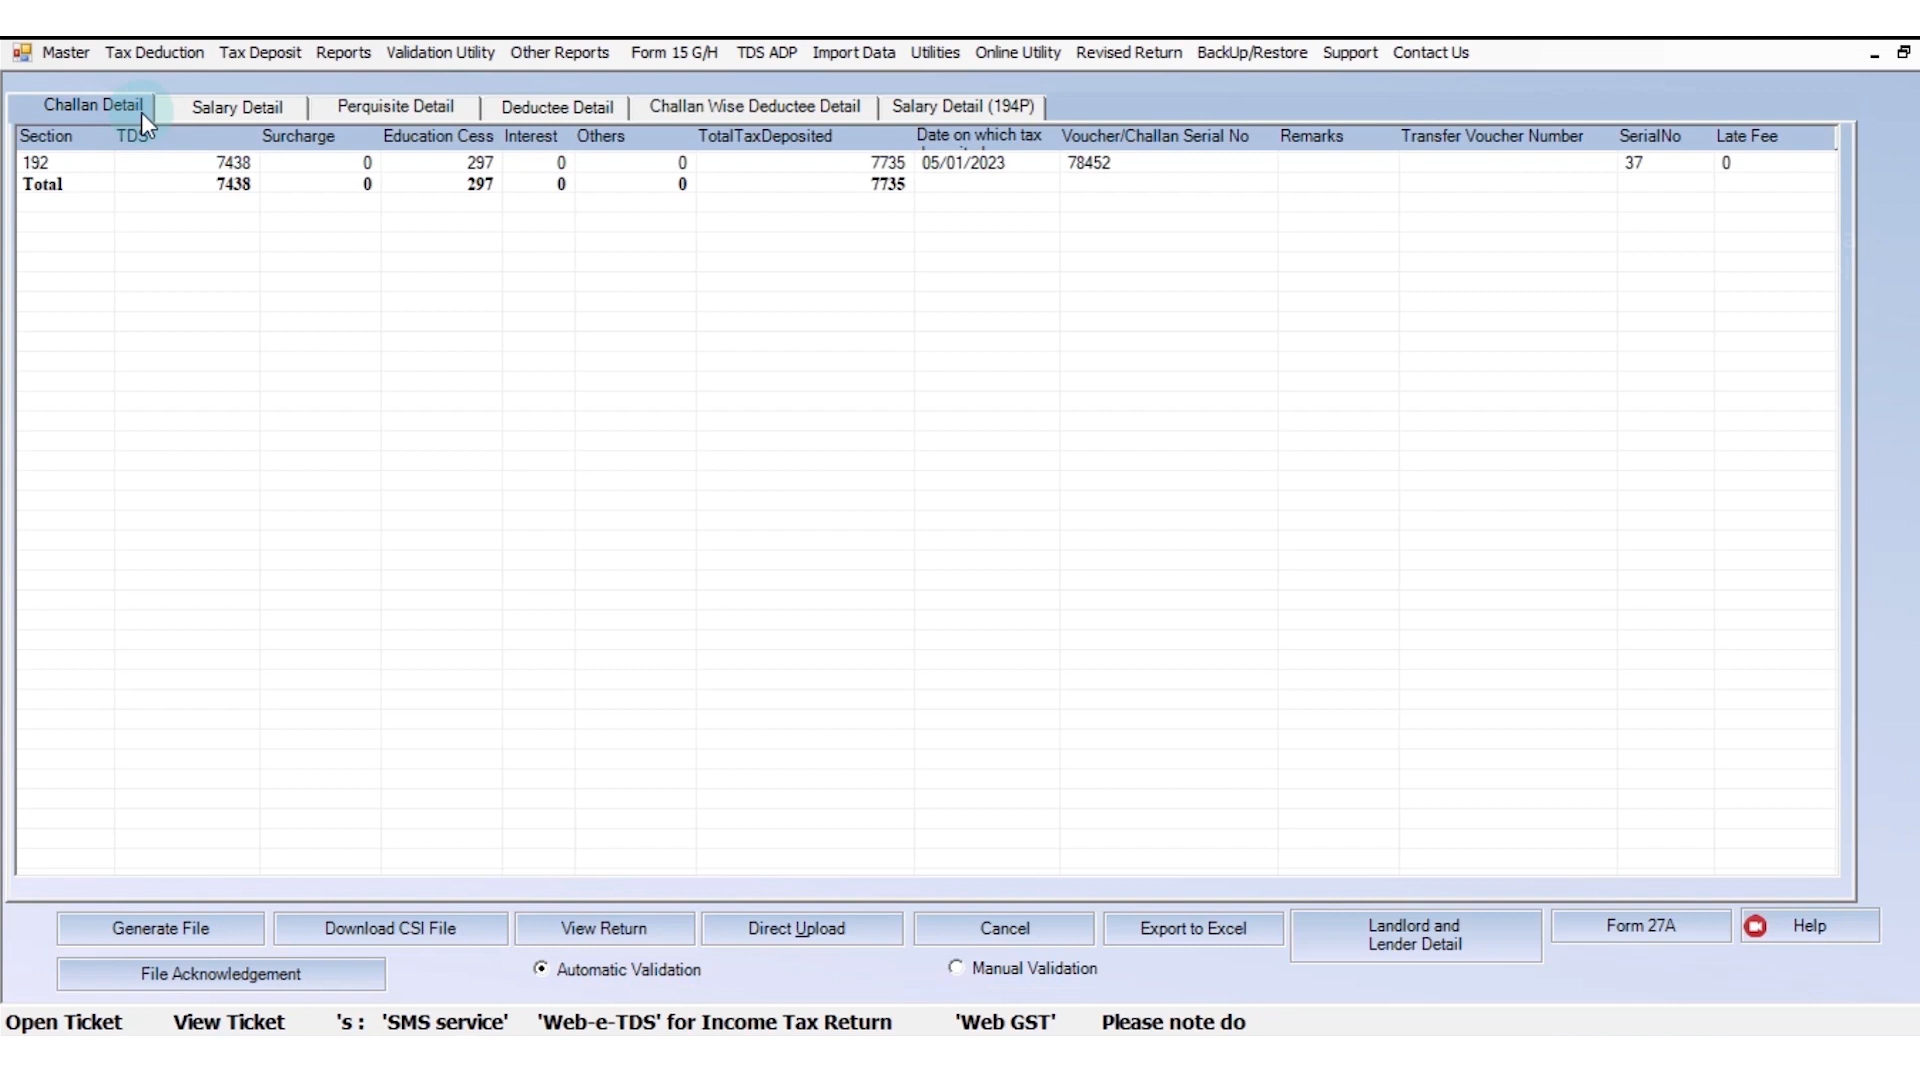 Master Tax Deduction Tax Deposit Reports Validation Utility Other Reports Form 15 G/H TDS ADP Import Data Utilities Online Utility Revised Return BackUp/Restore Support Contact Us
Challan Detail Salary Detail Perquisite Detail Deductee Detail Challan Wise Deductee Detail Salary Detail (194P)
Section TDS Surcharge Education Cess Interest Others TotalTaxDeposited Date on which tax Voucher/Challan Serial No Remarks Transfer Voucher Number SerialNo Late Fee
192 7438 0 297 0 0 7735 05/01/2023 78452 37 0
Total 7438 0 297 0 0 7735
Generate File Download CSI File View Return Direct Upload Cancel Export to Excel Landlord and Lender Detail Form 27A Help
File Acknowledgement Automatic Validation Manual Validation
Open Ticket View Ticket 's : 'SMS service' 'Web-e-TDS' for Income Tax Return 'Web GST' Please note do